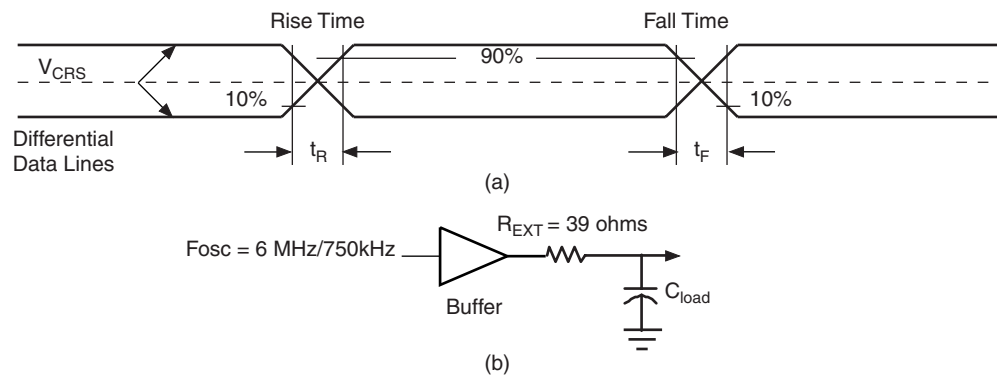 Rise Time Fall Time
V_CRS
90%
10% 10%
Differential
Data Lines
t_R t_F
(a)
R_EXT = 39 ohms
Fosc = 6 MHz/750kHz
C_load
Buffer
(b)